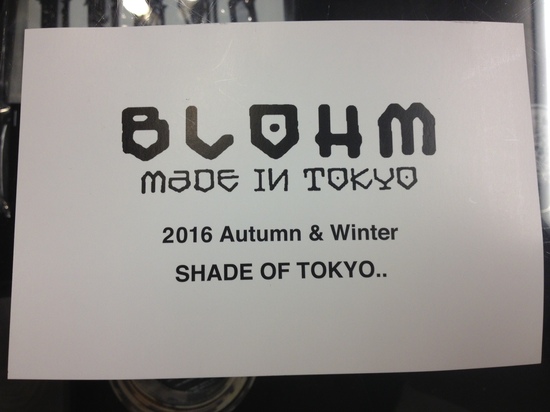 BLOHM
MADE IN TOKYO
2016 Autumn & Winter
SHADE OF TOKYO..